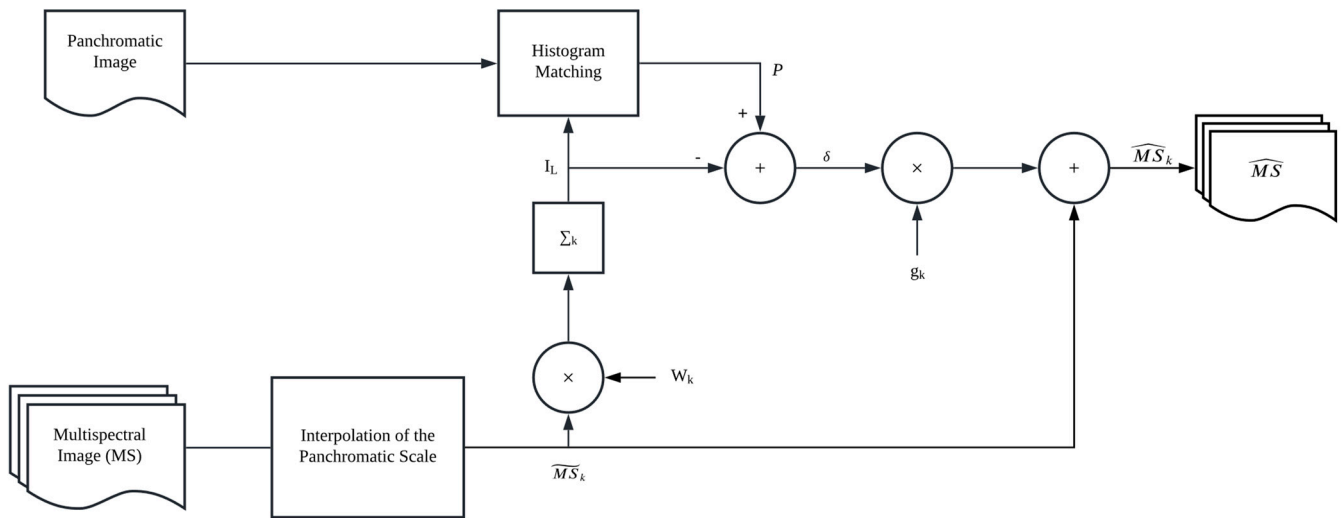 Panchromatic
Image
Histogram
Matching
P
+
I_L
-
+
δ
×
+
\widehat{MS}_k
\widehat{MS}
∑_k
g_k
×
W_k
Multispectral
Image (MS)
Interpolation of the
Panchromatic Scale
\widetilde{MS}_k